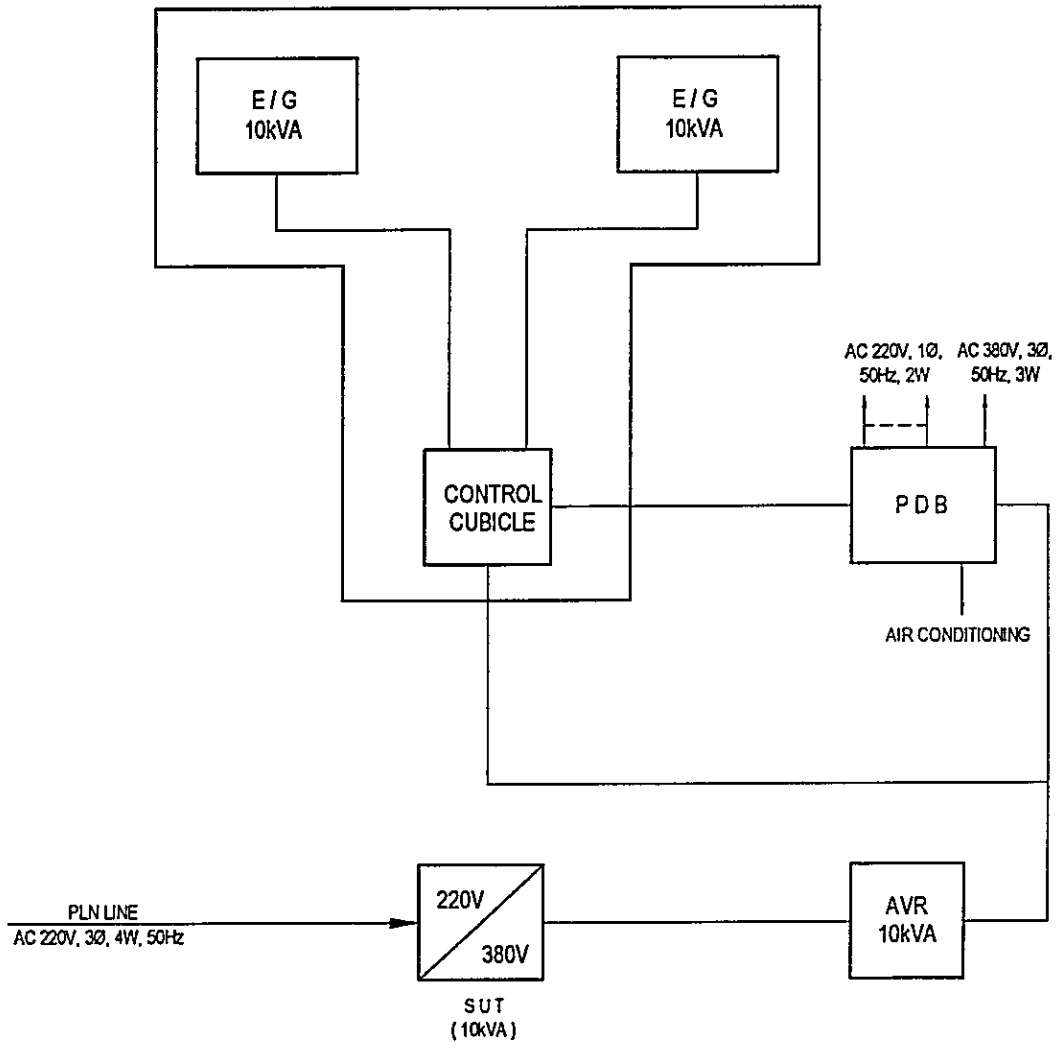 E / G
10kVA
E / G
10kVA
AC 220V, 1Ø,
50Hz, 2W
AC 380V, 3Ø,
50Hz, 3W
CONTROL
CUBICLE
P D B
AIR CONDITIONING
PLN LINE
AC 220V, 3Ø, 4W, 50Hz
220V
380V
S U T
( 10kVA )
AVR
10kVA